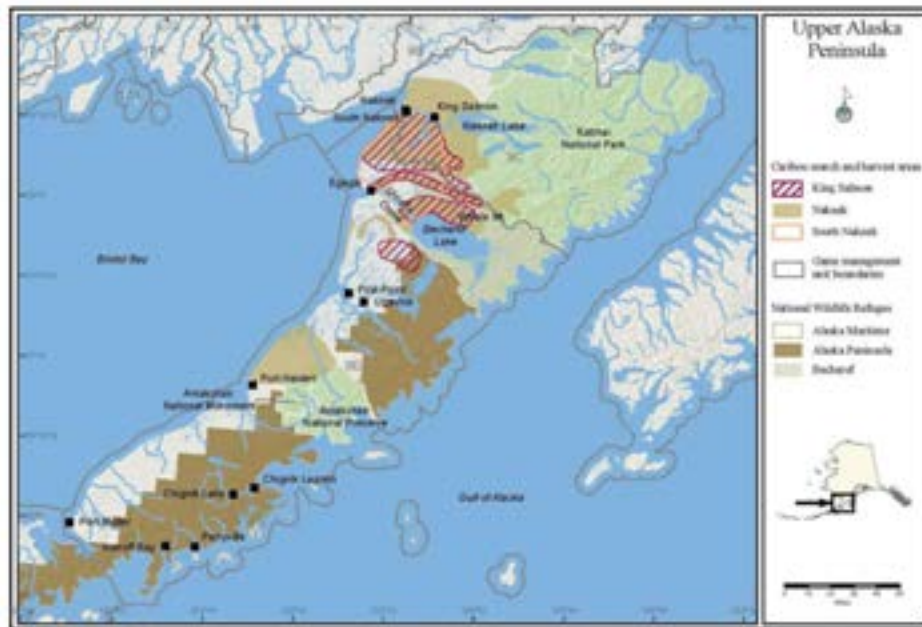 Upper Alaska
Peninsula
Caribou search and harvest areas
King Salmon
Naknek
South Naknek
Game management
unit boundaries
National Wildlife Refuges
Alaska Maritime
Alaska Peninsula
Becharof
Naknek
King Salmon
South Naknek
Naknek Lake
Katmai
National Park
Egegik
Becharof
Lake
Bristol Bay
Pilot Point
Ugashik
Port Heiden
Aniakchak
National Monument
Aniakchak
National Preserve
Chignik Lagoon
Chignik Lake
Gulf of Alaska
Port Moller
Ivanof Bay
Perryville
Miles